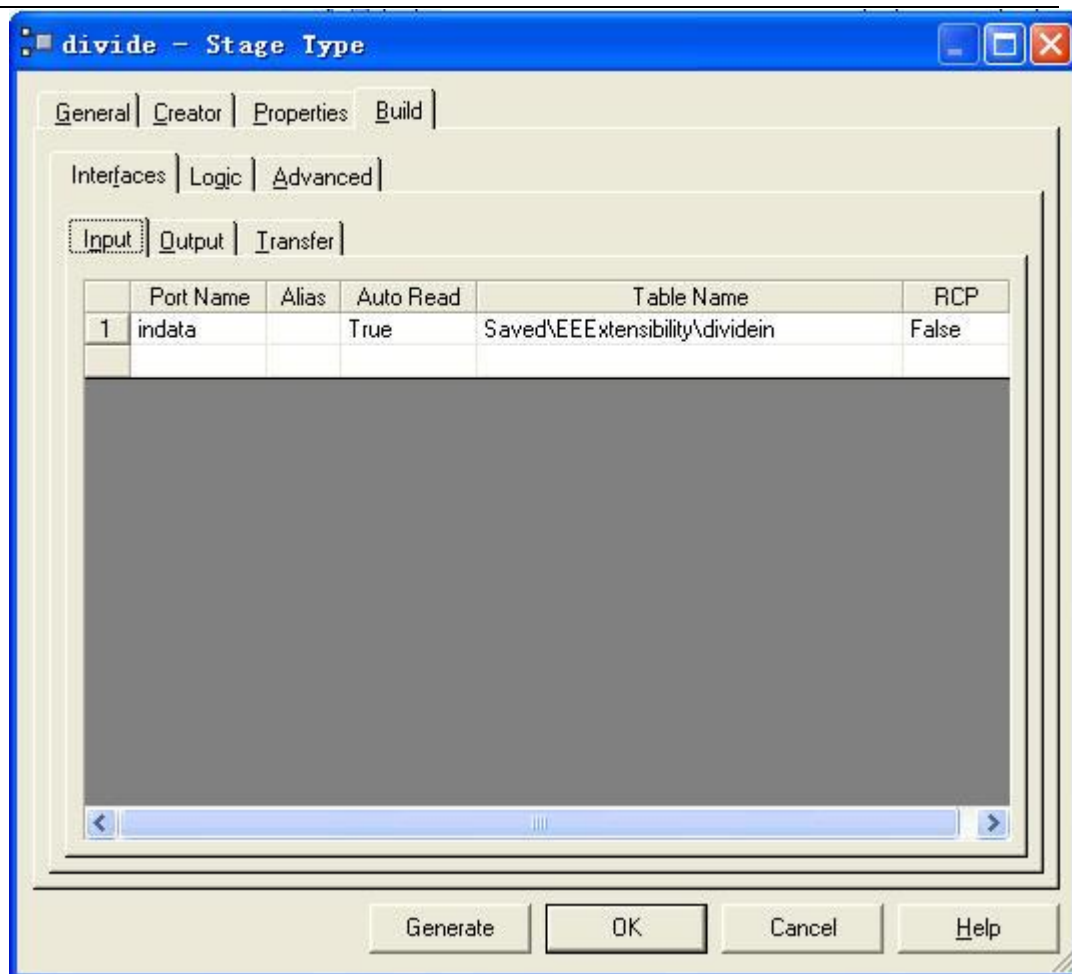 divide - Stage Type
General Creator Properties Build
Interfaces Logic Advanced
Input Output Transfer
Port Name Alias Auto Read Table Name RCP
1 indata True Saved\EEExtensibility\dividein False
Generate OK Cancel Help